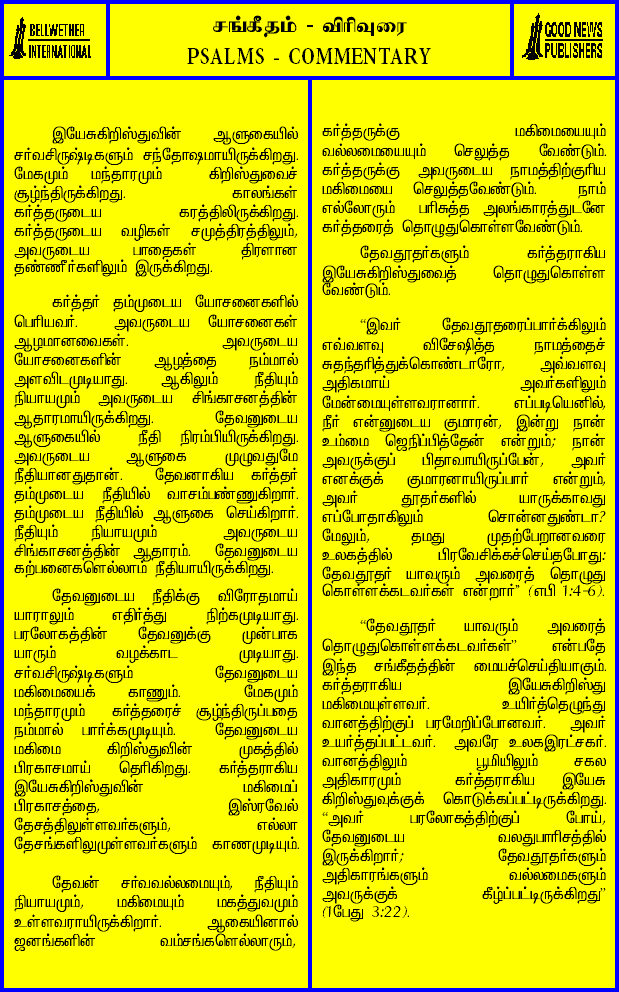 BELLWETHER
INTERNATIONAL
சங்கீதம் - விரிவுரை
PSALMS - COMMENTARY
GOOD NEWS
PUBLISHERS
இயேசுகிறிஸ்துவின் ஆளுகையில்
சர்வசிருஷ்டிகளும் சந்தோஷமாயிருக்கிறது.
மேகமும் மந்தாரமும் கிறிஸ்துவைச்
சூழ்ந்திருக்கிறது. காலங்கள்
கர்த்தருடைய கரத்திலிருக்கிறது.
கர்த்தருடைய வழிகள் சமுத்திரத்திலும்,
அவருடைய பாதைகள் திரளான
தண்ணீர்களிலும் இருக்கிறது.
கர்த்தர் தம்முடைய யோசனைகளில்
பெரியவர். அவருடைய யோசனைகள்
ஆழமானவைகள். அவருடைய
யோசனைகளின் ஆழத்தை நம்மால்
அளவிடமுடியாது. ஆகிலும் நீதியும்
நியாயமும் அவருடைய சிங்காசனத்தின்
ஆதாரமாயிருக்கிறது. தேவனுடைய
ஆளுகையில் நீதி நிரம்பியிருக்கிறது.
அவருடைய ஆளுகை முழுவதுமே
நீதியானதுதான். தேவனாகிய கர்த்தர்
தம்முடைய நீதியில் வாசம்பண்ணுகிறார்.
தம்முடைய நீதியில் ஆளுகை செய்கிறார்.
நீதியும் நியாயமும் அவருடைய
சிங்காசனத்தின் ஆதாரம். தேவனுடைய
கற்பனைகளெல்லாம் நீதியாயிருக்கிறது.
தேவனுடைய நீதிக்கு விரோதமாய்
யாராலும் எதிர்த்து நிற்கமுடியாது.
பரலோகத்தின் தேவனுக்கு முன்பாக
யாரும் வழக்காட முடியாது.
சர்வசிருஷ்டிகளும் தேவனுடைய
மகிமையைக் காணும். மேகமும்
மந்தாரமும் கர்த்தரைச் சூழ்ந்திருப்பதை
நம்மால் பார்க்கமுடியும். தேவனுடைய
மகிமை கிறிஸ்துவின் முகத்தில்
பிரகாசமாய் தெரிகிறது. கர்த்தராகிய
இயேசுகிறிஸ்துவின் மகிமைப்
பிரகாசத்தை, இஸ்ரவேல்
தேசத்திலுள்ளவர்களும், எல்லா
தேசங்களிலுமுள்ளவர்களும் காணமுடியும்.
தேவன் சர்வவல்லமையும், நீதியும்
நியாயமும், மகிமையும் மகத்துவமும்
உள்ளவராயிருக்கிறார். ஆகையினால்
ஜனங்களின் வம்சங்களெல்லாரும்,
கர்த்தருக்கு மகிமையையும்
வல்லமையையும் செலுத்த வேண்டும்.
கர்த்தருக்கு அவருடைய நாமத்திற்குரிய
மகிமையை செலுத்தவேண்டும். நாம்
எல்லோரும் பரிசுத்த அலங்காரத்துடனே
கர்த்தரைத் தொழுதுகொள்ளவேண்டும்.
தேவதூதர்களும் கர்த்தராகிய
இயேசுகிறிஸ்துவைத் தொழுதுகொள்ள
வேண்டும்.
“இவர் தேவதூதரைப்பார்க்கிலும்
எவ்வளவு விசேஷித்த நாமத்தைச்
சுதந்தரித்துக்கொண்டாரோ, அவ்வளவு
அதிகமாய் அவர்களிலும்
மேன்மையுள்ளவரானார். எப்படியெனில்,
நீர் என்னுடைய குமாரன், இன்று நான்
உம்மை ஜெநிப்பித்தேன் என்றும்; நான்
அவருக்குப் பிதாவாயிருப்பேன், அவர்
எனக்குக் குமாரனாயிருப்பார் என்றும்,
அவர் தூதர்களில் யாருக்காவது
எப்போதாகிலும் சொன்னதுண்டா?
மேலும், தமது முதற்பேறானவரை
உலகத்தில் பிரவேசிக்கச்செய்தபோது:
தேவதூதர் யாவரும் அவரைத் தொழுது
கொள்ளக்கடவர்கள் என்றார்” (எபி 1:4-6).
“தேவதூதர் யாவரும் அவரைத்
தொழுதுகொள்ளக்கடவர்கள்” என்பதே
இந்த சங்கீதத்தின் மையச்செய்தியாகும்.
கர்த்தராகிய இயேசுகிறிஸ்து
மகிமையுள்ளவர். உயிர்த்தெழுந்து
வானத்திற்குப் பரமேறிப்போனவர். அவர்
உயர்த்தப்பட்டவர். அவரே உலகஇரட்சகர்.
வானத்திலும் பூமியிலும் சகல
அதிகாரமும் கர்த்தராகிய இயேசு
கிறிஸ்துவுக்குக் கொடுக்கப்பட்டிருக்கிறது.
“அவர் பரலோகத்திற்குப் போய்,
தேவனுடைய வலதுபாரிசத்தில்
இருக்கிறார்; தேவதூதர்களும்
அதிகாரங்களும் வல்லமைகளும்
அவருக்குக் கீழ்ப்பட்டிருக்கிறது”
(1பேது 3:22).